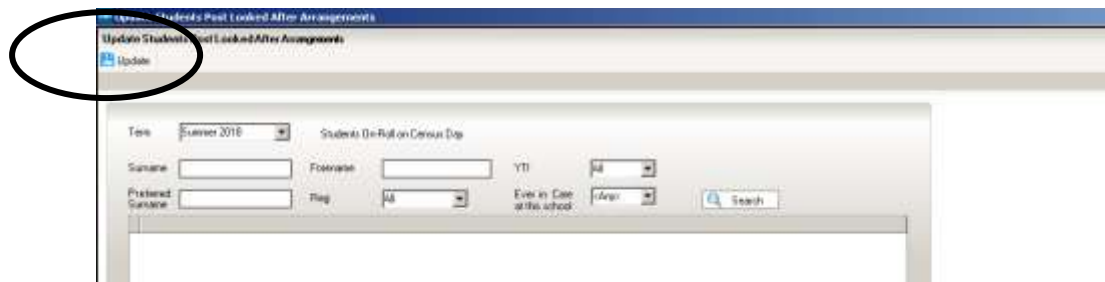 Update Students Post Looked After Arrangements
Update Students Post Looked After Arrangements
Update
Term Summer 2018 Students On-Roll on Census Day
Surname Forename YTI All
Preferred Surname Reg All Ever in Care at this school <Any> Search